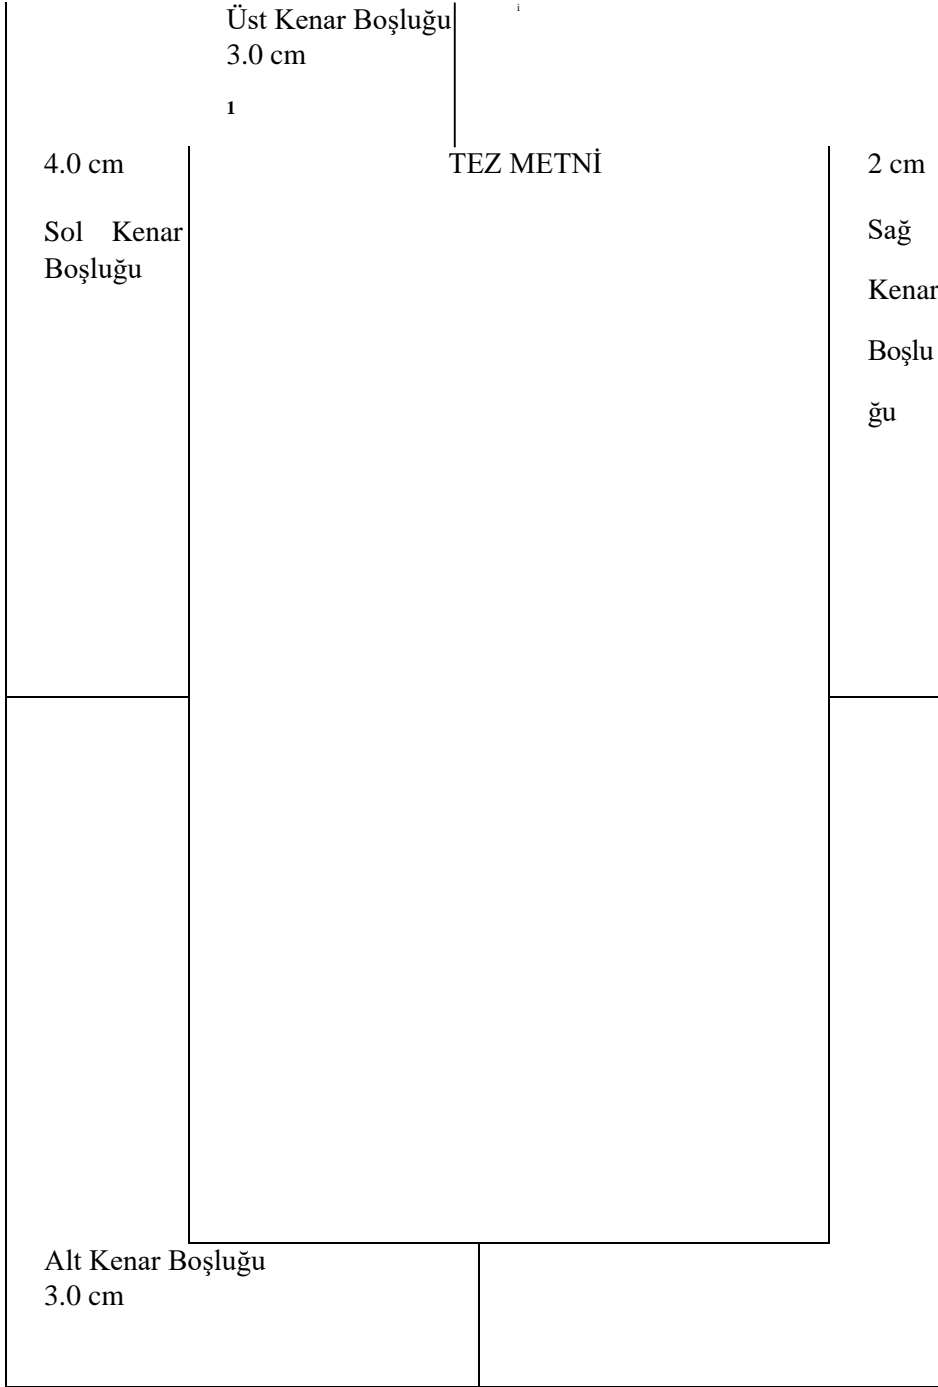 Üst Kenar Boşluğu
3.0 cm
i
1
4.0 cm
Sol Kenar
Boşluğu
TEZ METNİ
2 cm
Sağ
Kenar
Boşlu
ğu
Alt Kenar Boşluğu
3.0 cm